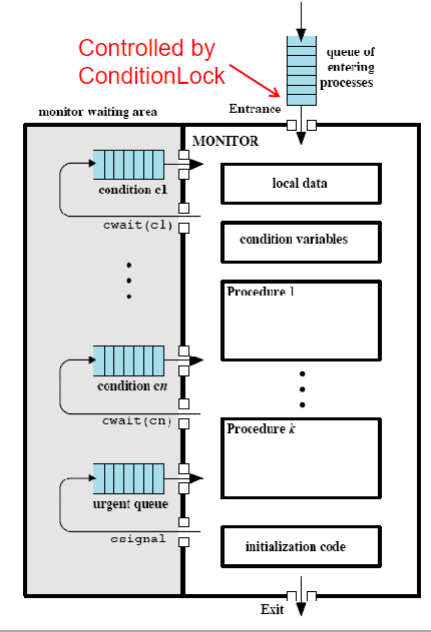 Controlled by
ConditionLock
queue of
entering
processes
Entrance
monitor waiting area
MONITOR
condition c1
cwait(c1)
local data
condition variables
Procedure 1
condition cn
cwait(cn)
Procedure k
urgent queue
csignal
initialization code
Exit